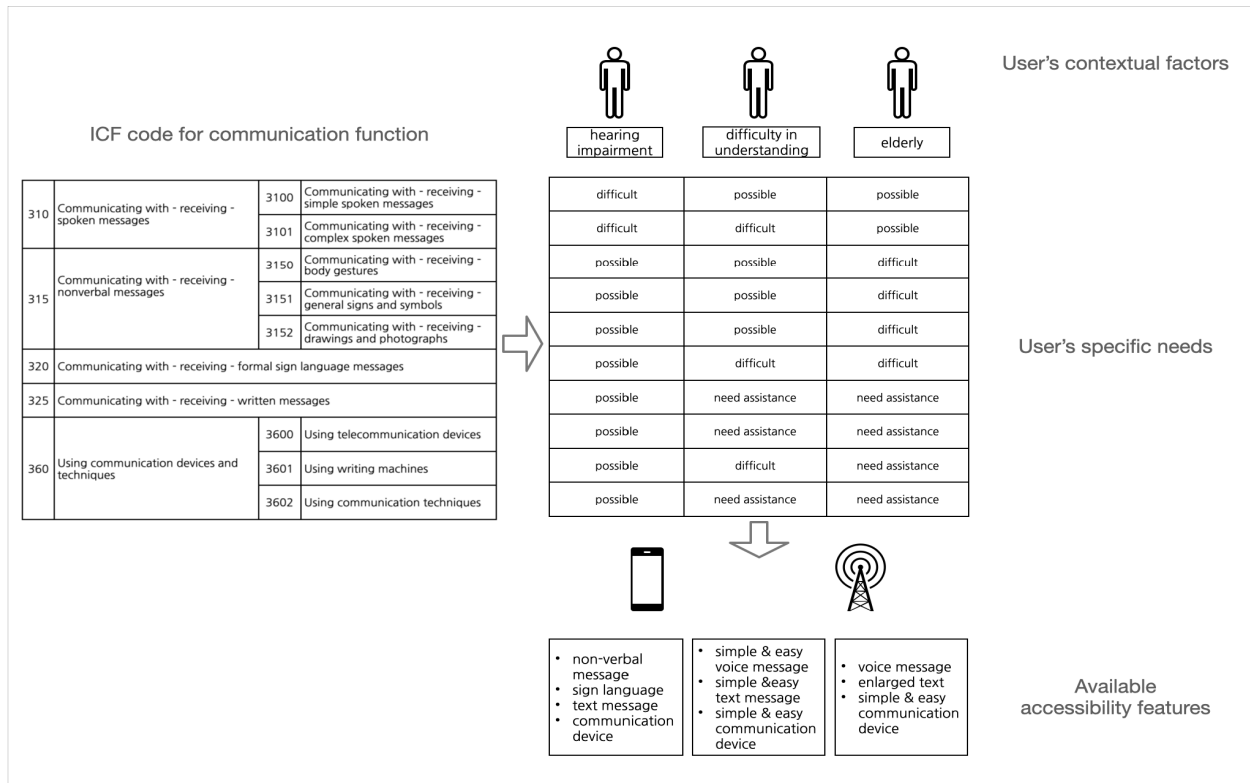 User's contextual factors
ICF code for communication function
hearing
impairment
difficulty in
understanding
elderly
310
Communicating with - receiving -
spoken messages
3100
Communicating with - receiving -
simple spoken messages
3101
Communicating with - receiving -
complex spoken messages
315
Communicating with - receiving -
nonverbal messages
3150
Communicating with - receiving -
body gestures
3151
Communicating with - receiving -
general signs and symbols
3152
Communicating with - receiving -
drawings and photographs
320 Communicating with - receiving - formal sign language messages
325 Communicating with - receiving - written messages
360
Using communication devices and
techniques
3600 Using telecommunication devices
3601 Using writing machines
3602 Using communication techniques
difficult possible possible
difficult difficult possible
possible possible difficult
possible possible difficult
possible possible difficult
possible difficult difficult
possible need assistance need assistance
possible need assistance need assistance
possible difficult need assistance
possible need assistance need assistance
User's specific needs
• non-verbal
message
• sign language
• text message
• communication
device
• simple & easy
voice message
• simple &easy
text message
• simple & easy
communication
device
• voice message
• enlarged text
• simple & easy
communication
device
Available
accessibility features